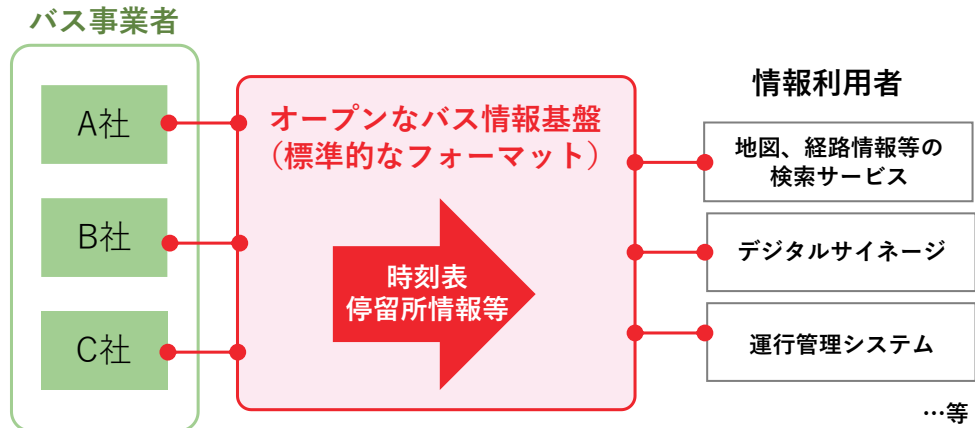 バス事業者
A社
B社
C社
オープンなバス情報基盤
（標準的なフォーマット）
時刻表
停留所情報等
情報利用者
地図、経路情報等の
検索サービス
デジタルサイネージ
運行管理システム
…等